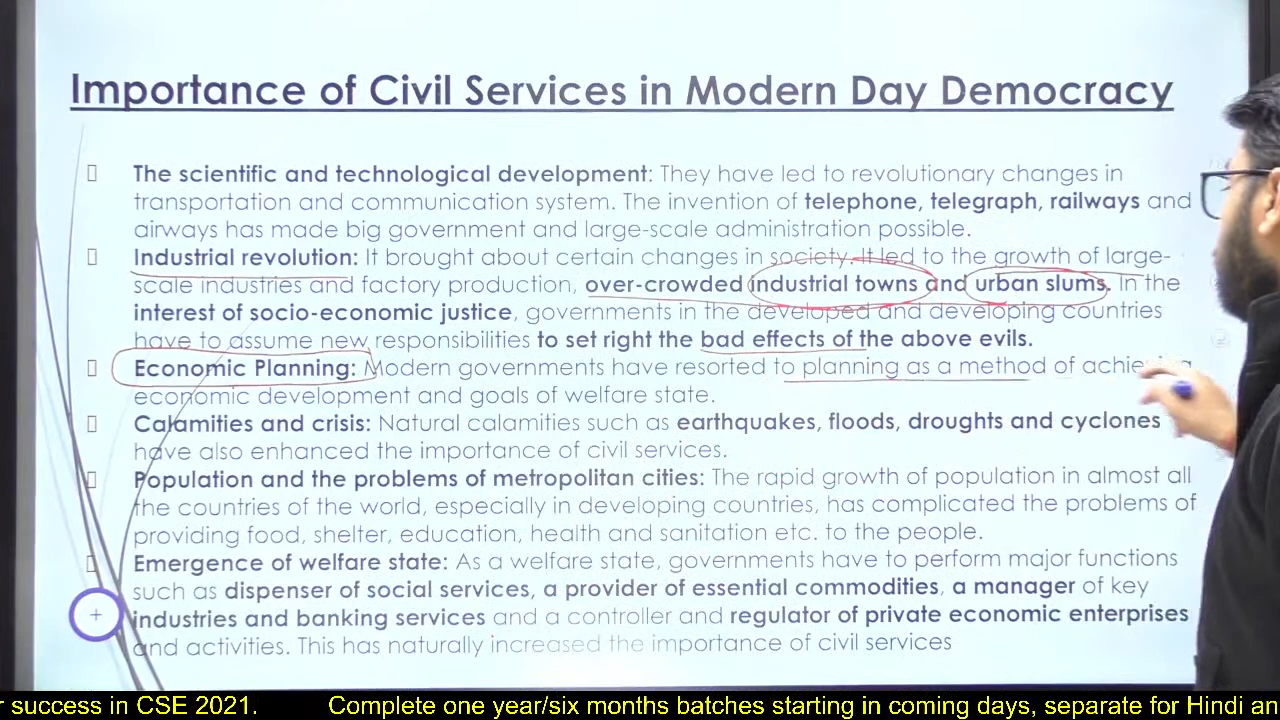 Importance of Civil Services in Modern Day Democracy
The scientific and technological development: They have led to revolutionary changes in
transportation and communication system. The invention of telephone, telegraph, railways and
airways has made big government and large-scale administration possible.
Industrial revolution: It brought about certain changes in society. It led to the growth of large-
scale industries and factory production, over-crowded industrial towns and urban slums. In the
interest of socio-economic justice, governments in the developed and developing countries
have to assume new responsibilities to set right the bad effects of the above evils.
Economic Planning: Modern governments have resorted to planning as a method of
economic development and goals of welfare state.
Calamities and crisis: Natural calamities such as earthquakes, floods, droughts and cyclones
have also enhanced the importance of civil services.
Population and the problems of metropolitan cities: The rapid growth of population in almost all
the countries of the world, especially in developing countries, has complicated the problems of
providing food, shelter, education, health and sanitation etc. to the people.
Emergence of welfare state: As a welfare state, governments have to perform major functions
such as dispenser of social services, a provider of essential commodities, a manager of key
industries and banking services and a controller and regulator of private economic enterprises
and activities. This has naturally increased the importance of civil services
r success in CSE 2021. Complete one year/six months batches starting in coming days, separate for Hindi an